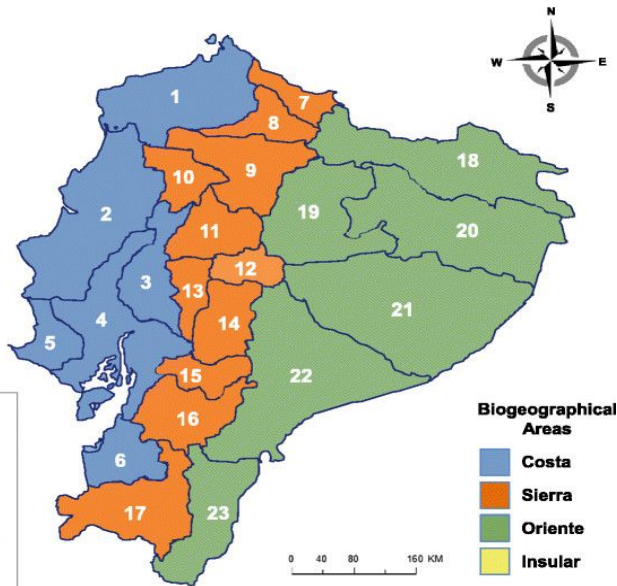 N
W E
S
1
7
8
18
10
9
2
19
20
11
12
3
13
21
4
14
5
22
15
16
6
17
23
Biogeographical
Areas
Costa
Sierra
Oriente
Insular
0 40 80 160 KM